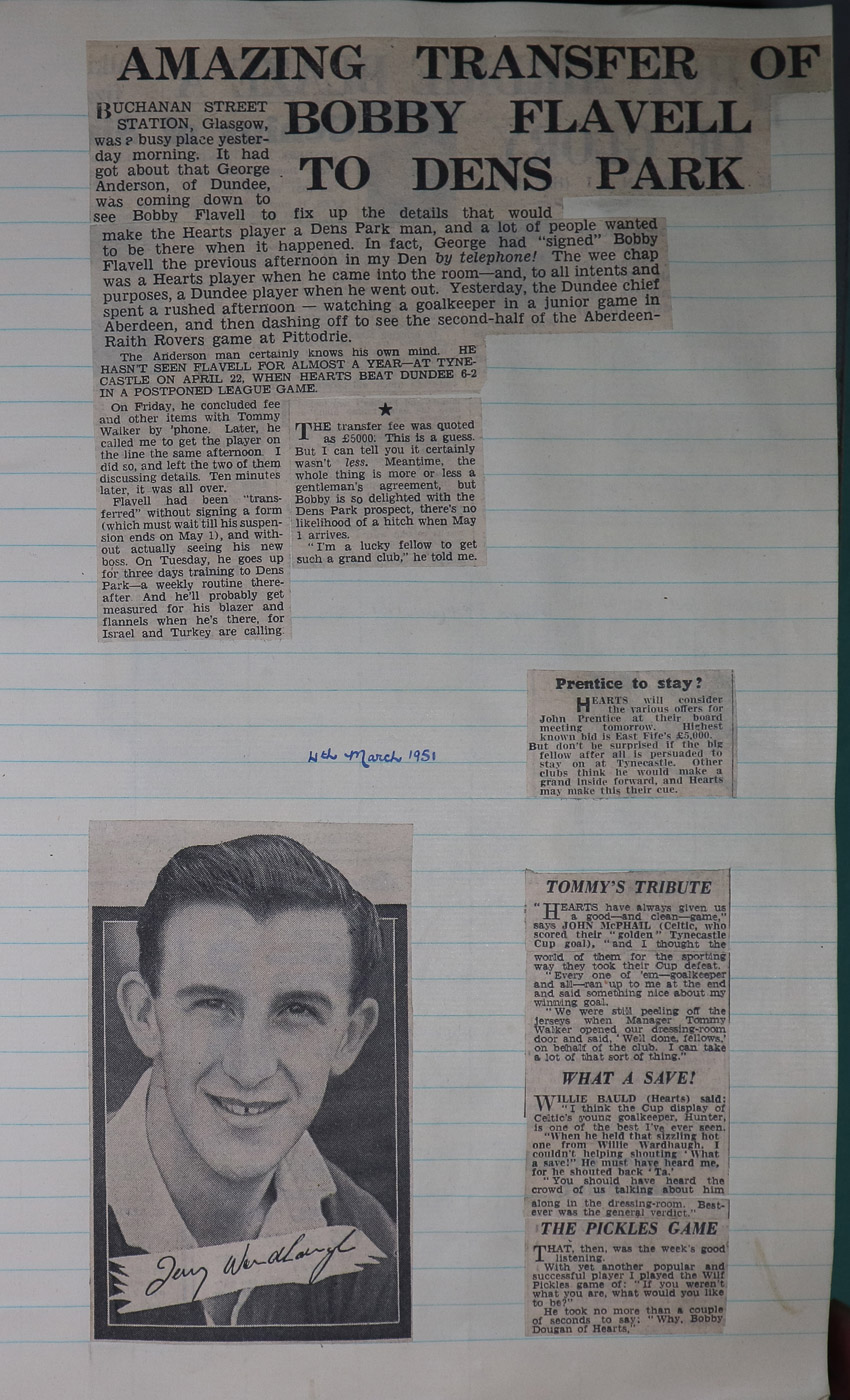 AMAZING TRANSFER OF
BOBBY FLAVELL
TO DENS PARK
BUCHANAN STREET
STATION, Glasgow,
was a busy place yester-
day morning. It had
got about that George
Anderson, of Dundee,
was coming down to
see Bobby Flavell to fix up the details that would
make the Hearts player a Dens Park man, and a lot of people wanted
to be there when it happened. In fact, George had "signed" Bobby
Flavell the previous afternoon in my Den by telephone! The wee chap
was a Hearts player when he came into the room—and, to all intents and
purposes, a Dundee player when he went out. Yesterday, the Dundee chief
spent a rushed afternoon — watching a goalkeeper in a junior game in
Aberdeen, and then dashing off to see the second-half of the Aberdeen-
Raith Rovers game at Pittodrie.
The Anderson man certainly knows his own mind. HE
HASN'T SEEN FLAVELL FOR ALMOST A YEAR—AT TYNE-
CASTLE ON APRIL 22, WHEN HEARTS BEAT DUNDEE 6-2
IN A POSTPONED LEAGUE GAME.
On Friday, he concluded fee
and other items with Tommy
Walker by 'phone. Later, he
called me to get the player on
the line the same afternoon. I
did so, and left the two of them
discussing details. Ten minutes
later, it was all over.
Flavell had been "trans-
ferred" without signing a form
(which must wait till his suspen-
sion ends on May 1), and with-
out actually seeing his new
boss. On Tuesday, he goes up
for three days training to Dens
Park—a weekly routine there-
after. And he'll probably get
measured for his blazer and
flannels when he's there, for
Israel and Turkey are calling
★
THE transfer fee was quoted
as £5000. This is a guess.
But I can tell you it certainly
wasn't less. Meantime, the
whole thing is more or less a
gentleman's agreement, but
Bobby is so delighted with the
Dens Park prospect, there's no
likelihood of a hitch when May
1 arrives.
"I'm a lucky fellow to get
such a grand club," he told me.
4th March 1951
Prentice to stay?
HEARTS will consider
the various offers for
John Prentice at their board
meeting tomorrow. Highest
known bid is East Fife's £5,000.
But don't be surprised if the big
fellow after all is persuaded to
stay on at Tynecastle. Other
clubs think he would make a
grand inside forward, and Hearts
may make this their cue.
Jerry Wardhaugh
TOMMY'S TRIBUTE
"HEARTS have always given us
a good—and clean—game,"
says JOHN McPHAIL (Celtic, who
scored their "golden" Tynecastle
Cup goal), "and I thought the
world of them for the sporting
way they took their Cup defeat.
"Every one of 'em—goalkeeper
and all—ran up to me at the end
and said something nice about my
winning goal.
"We were still peeling off the
jerseys when Manager Tommy
Walker opened our dressing-room
door and said, 'Well done, fellows,'
on behalf of the club. I can take
a lot of that sort of thing."
WHAT A SAVE!
WILLIE BAULD (Hearts) said:
"I think the Cup display of
Celtic's young goalkeeper, Hunter,
is one of the best I've ever seen.
"When he held that sizzling hot
one from Willie Wardhaugh, I
couldn't helping shouting 'What
a save!' He must have heard me,
for he shouted back 'Ta.'
"You should have heard the
crowd of us talking about him
along in the dressing-room. Best-
ever was the general verdict."
THE PICKLES GAME
THAT, then, was the week's good
listening.
With yet another popular and
successful player I played the Wilf
Pickles game of: "If you weren't
what you are, what would you like
to be?"
He took no more than a couple
of seconds to say: "Why, Bobby
Dougan of Hearts."